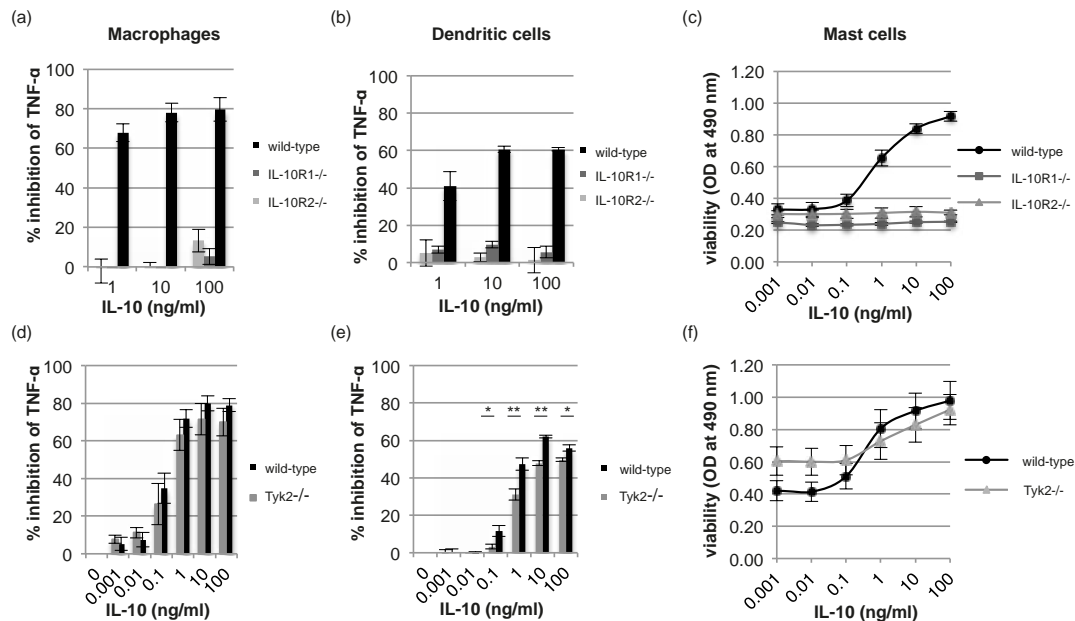 (a)
Macrophages
% inhibition of TNF-α
100
80
60
40
20
0
1
10
100
IL-10 (ng/ml)
wild-type
IL-10R1-/-
IL-10R2-/-
(b)
Dendritic cells
% inhibition of TNF-α
100
80
60
40
20
0
1
10
100
IL-10 (ng/ml)
wild-type
IL-10R1-/-
IL-10R2-/-
(c)
Mast cells
viability (OD at 490 nm)
1.20
1.00
0.80
0.60
0.40
0.20
0.00
0.001
0.01
0.1
1
10
100
IL-10 (ng/ml)
wild-type
IL-10R1-/-
IL-10R2-/-
(d)
% inhibition of TNF-α
100
80
60
40
20
0
0
0.001
0.01
0.1
1
10
100
IL-10 (ng/ml)
wild-type
Tyk2-/-
(e)
% inhibition of TNF-α
100
80
60
40
20
0
* ** ** *
0
0.001
0.01
0.1
1
10
100
IL-10 (ng/ml)
wild-type
Tyk2-/-
(f)
viability (OD at 490 nm)
1.20
1.00
0.80
0.60
0.40
0.20
0.00
0.001
0.01
0.1
1
10
100
IL-10 (ng/ml)
wild-type
Tyk2-/-